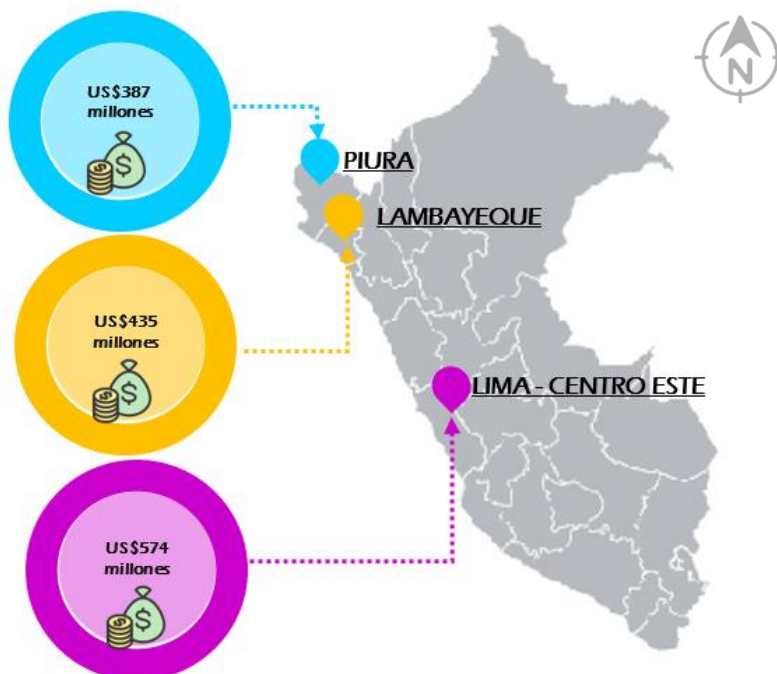 US$387
millones
N
PIURA
LAMBAYEQUE
US$435
millones
LIMA - CENTRO ESTE
US$574
millones